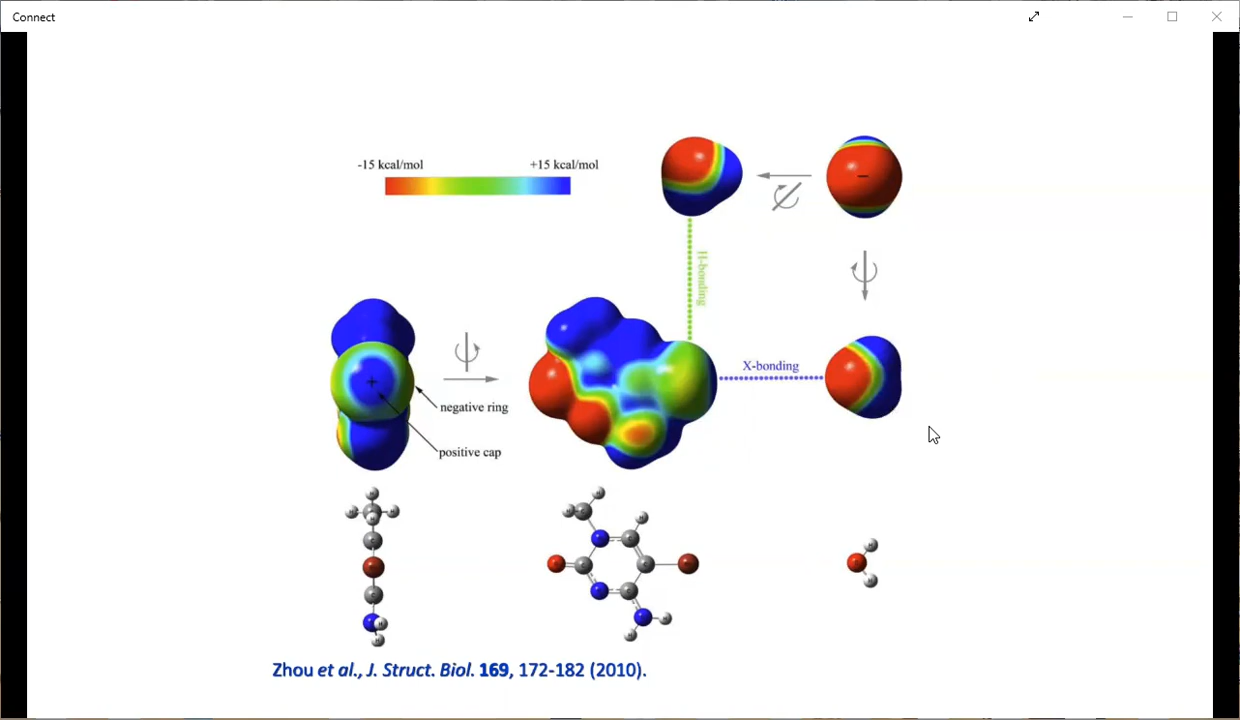 Connect
-15 kcal/mol +15 kcal/mol
H-bonding
X-bonding
negative ring
positive cap
Zhou et al., J. Struct. Biol. 169, 172-182 (2010).